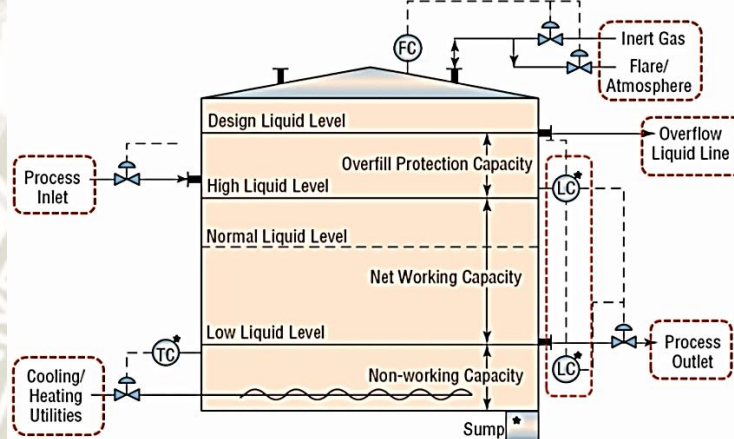 FC
Inert Gas
Flare/
Atmosphere
Design Liquid Level
Overflow
Liquid Line
Overfill Protection Capacity
Process
Inlet
High Liquid Level
LC*
Normal Liquid Level
Net Working Capacity
Low Liquid Level
Process
Outlet
TC*
LC*
Cooling/
Heating
Utilities
Non-working Capacity
Sump *